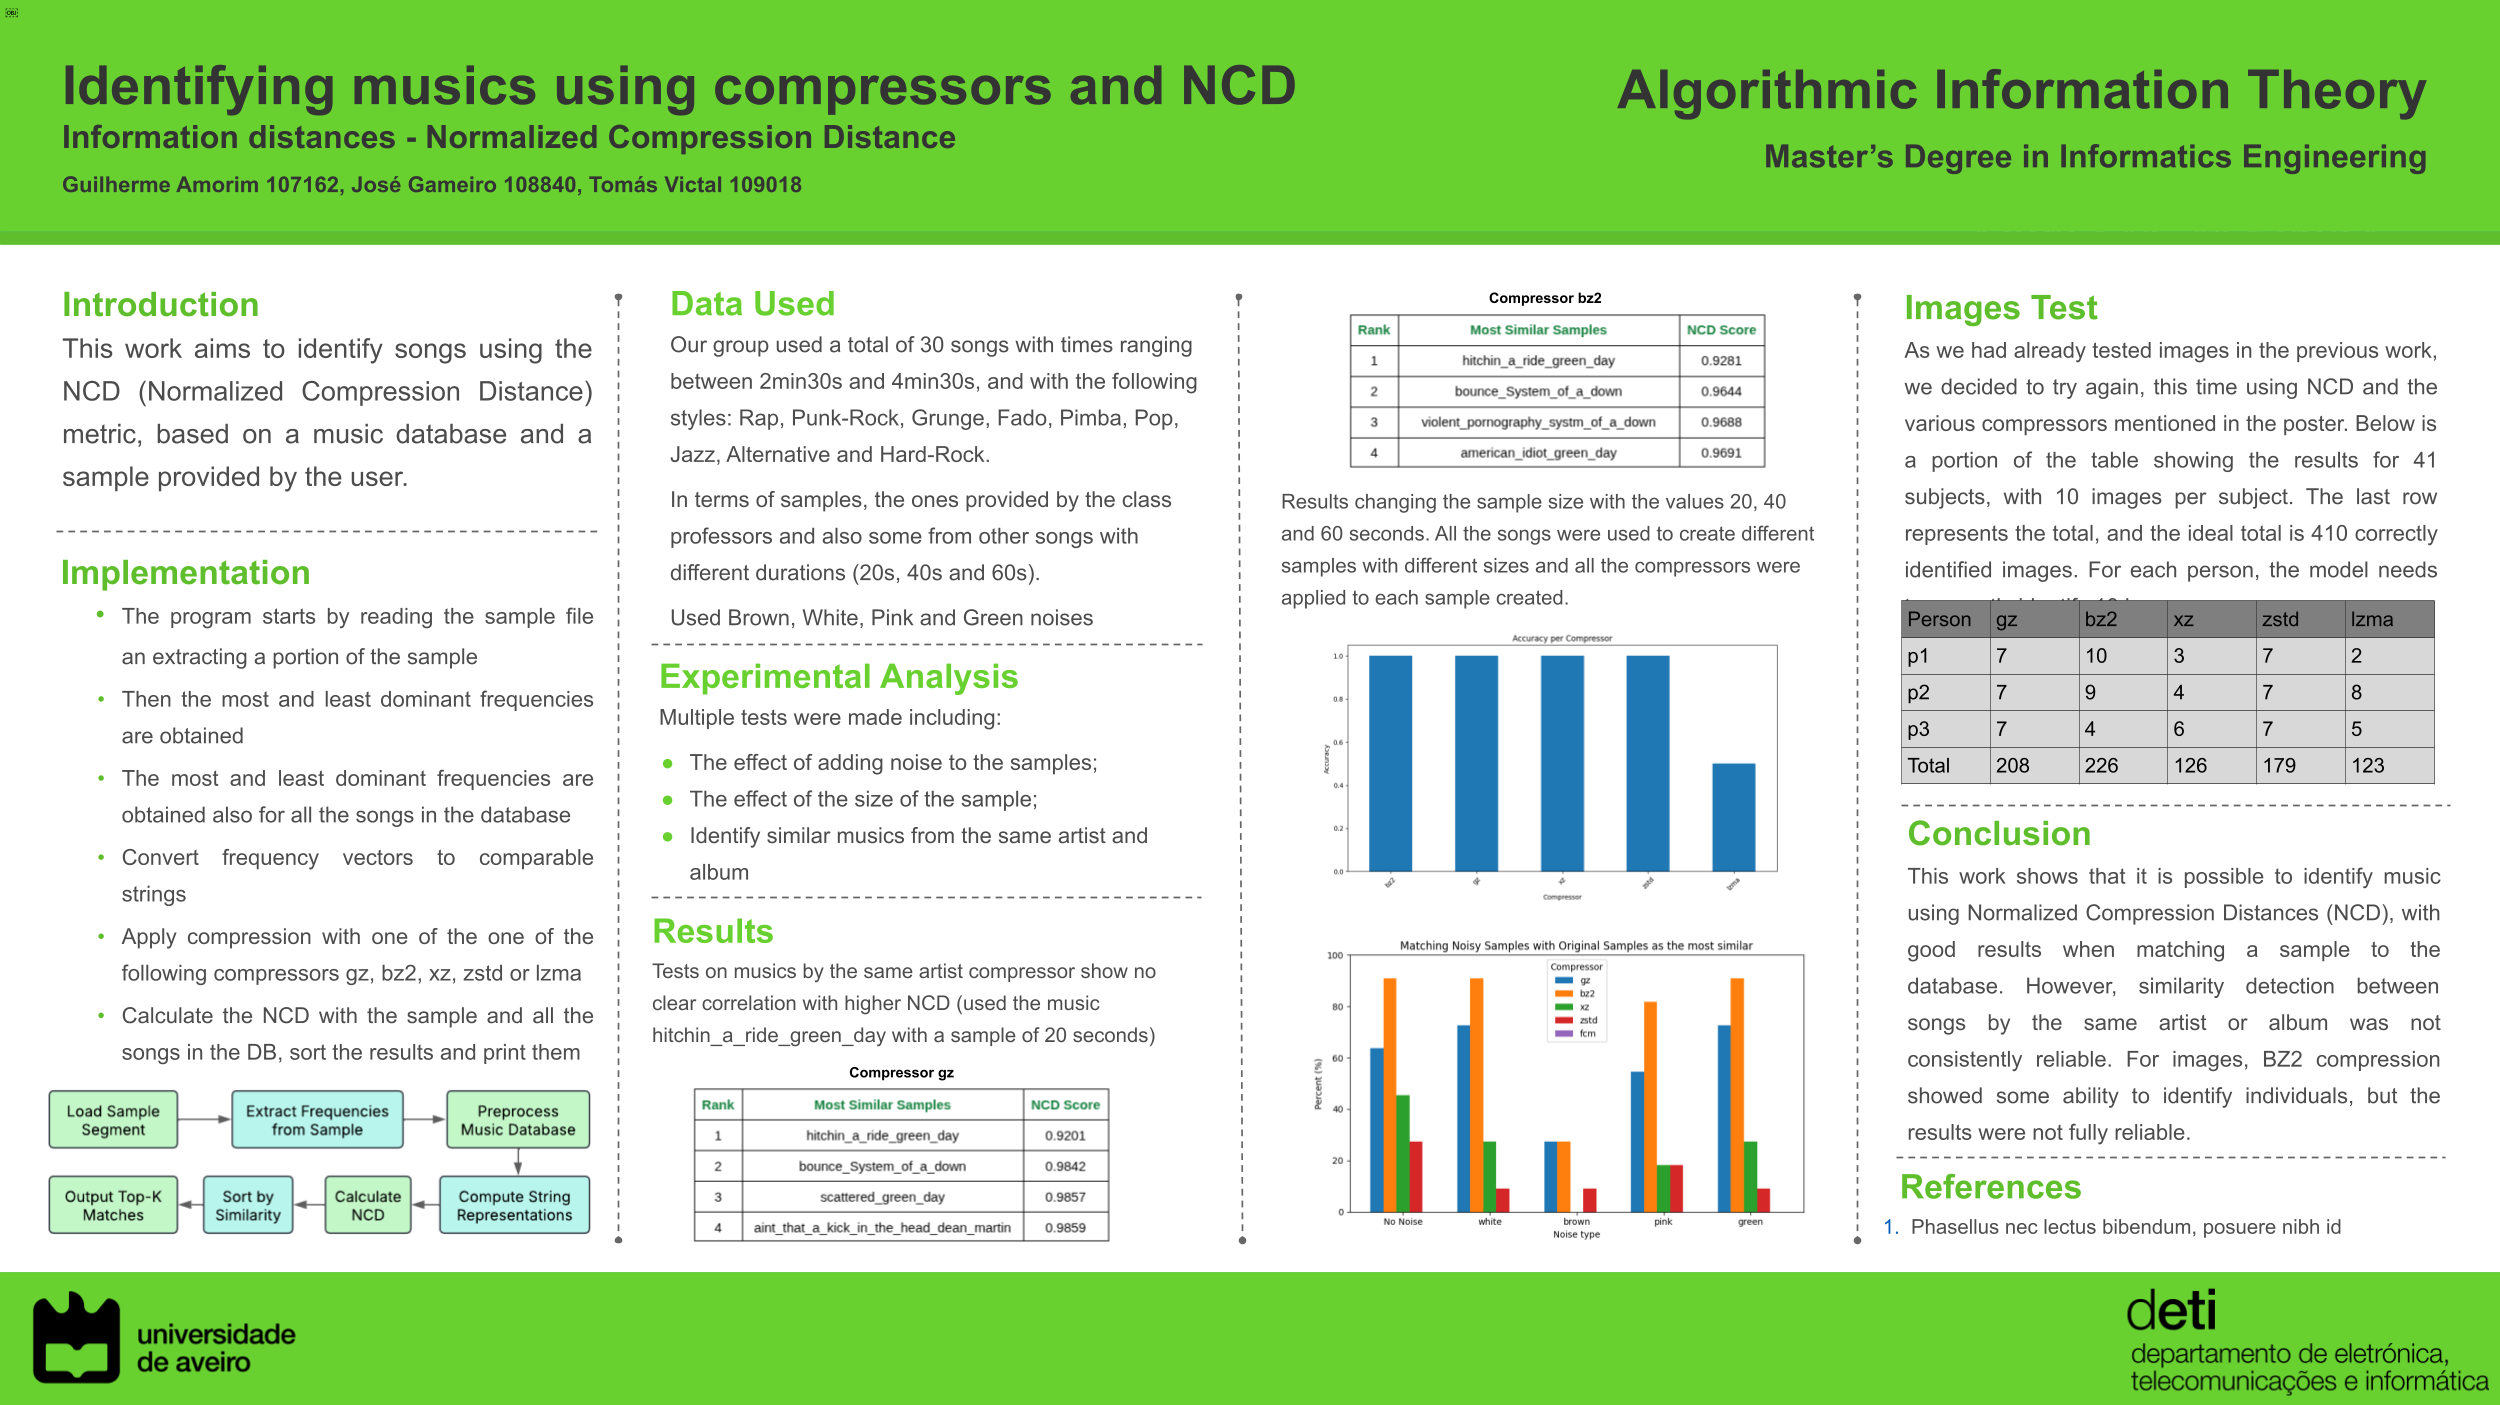 OBJ
Identifying musics using compressors and NCD
Information distances - Normalized Compression Distance
Guilherme Amorim 107162, José Gameiro 108840, Tomás Victal 109018
Algorithmic Information Theory
Master’s Degree in Informatics Engineering
Introduction
This work aims to identify songs using the
NCD (Normalized Compression Distance)
metric, based on a music database and a
sample provided by the user.
Implementation
• The program starts by reading the sample file
an extracting a portion of the sample
• Then the most and least dominant frequencies
are obtained
• The most and least dominant frequencies are
obtained also for all the songs in the database
• Convert frequency vectors to comparable
strings
• Apply compression with one of the one of the
following compressors gz, bz2, xz, zstd or lzma
• Calculate the NCD with the sample and all the
songs in the DB, sort the results and print them
Load Sample
Segment
Extract Frequencies
from Sample
Preprocess
Music Database
Output Top-K
Matches
Sort by
Similarity
Calculate
NCD
Compute String
Representations
Data Used
Our group used a total of 30 songs with times ranging
between 2min30s and 4min30s, and with the following
styles: Rap, Punk-Rock, Grunge, Fado, Pimba, Pop,
Jazz, Alternative and Hard-Rock.
In terms of samples, the ones provided by the class
professors and also some from other songs with
different durations (20s, 40s and 60s).
Used Brown, White, Pink and Green noises
Experimental Analysis
Multiple tests were made including:
● The effect of adding noise to the samples;
● The effect of the size of the sample;
● Identify similar musics from the same artist and
album
Results
Tests on musics by the same artist compressor show no
clear correlation with higher NCD (used the music
hitchin_a_ride_green_day with a sample of 20 seconds)
Compressor gz
Rank Most Similar Samples NCD Score
1 hitchin_a_ride_green_day 0.9201
2 bounce_System_of_a_down 0.9842
3 scattered_green_day 0.9857
4 aint_that_a_kick_in_the_head_dean_martin 0.9859
Compressor bz2
Rank Most Similar Samples NCD Score
1 hitchin_a_ride_green_day 0.9281
2 bounce_System_of_a_down 0.9644
3 violent_pornography_systm_of_a_down 0.9688
4 american_idiot_green_day 0.9691
Results changing the sample size with the values 20, 40
and 60 seconds. All the songs were used to create different
samples with different sizes and all the compressors were
applied to each sample created.
Accuracy per Compressor
1.0
0.8
0.6
0.4
0.2
0.0
Accuracy
bz2 gz xz zstd lzma
Compressor
Matching Noisy Samples with Original Samples as the most similar
100
80
60
40
20
0
Percent (%)
Compressor
gz
bz2
xz
zstd
fcm
No Noise white brown pink green
Noise type
Images Test
As we had already tested images in the previous work,
we decided to try again, this time using NCD and the
various compressors mentioned in the poster. Below is
a portion of the table showing the results for 41
subjects, with 10 images per subject. The last row
represents the total, and the ideal total is 410 correctly
identified images. For each person, the model needs
Person gz bz2 xz zstd lzma
p1 7 10 3 7 2
p2 7 9 4 7 8
p3 7 4 6 7 5
Total 208 226 126 179 123
Conclusion
This work shows that it is possible to identify music
using Normalized Compression Distances (NCD), with
good results when matching a sample to the
database. However, similarity detection between
songs by the same artist or album was not
consistently reliable. For images, BZ2 compression
showed some ability to identify individuals, but the
results were not fully reliable.
References
1. Phasellus nec lectus bibendum, posuere nibh id
universidade
de aveiro
deti
departamento de eletrónica,
telecomunicações e informática